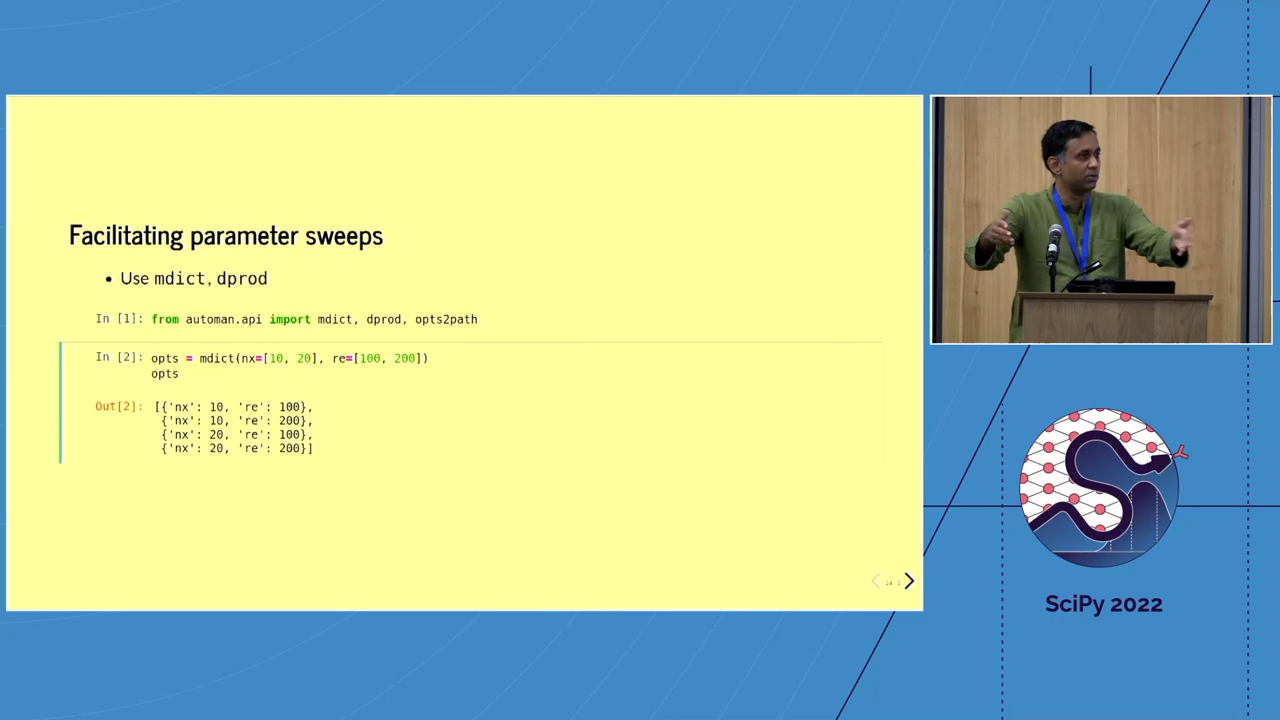 Facilitating parameter sweeps
• Use mdict, dprod
In [1]: from automan.api import mdict, dprod, opts2path
In [2]: opts = mdict(nx=[10, 20], re=[100, 200])
opts
Out[2]: [{'nx': 10, 're': 100},
{'nx': 10, 're': 200},
{'nx': 20, 're': 100},
{'nx': 20, 're': 200}]
SciPy 2022